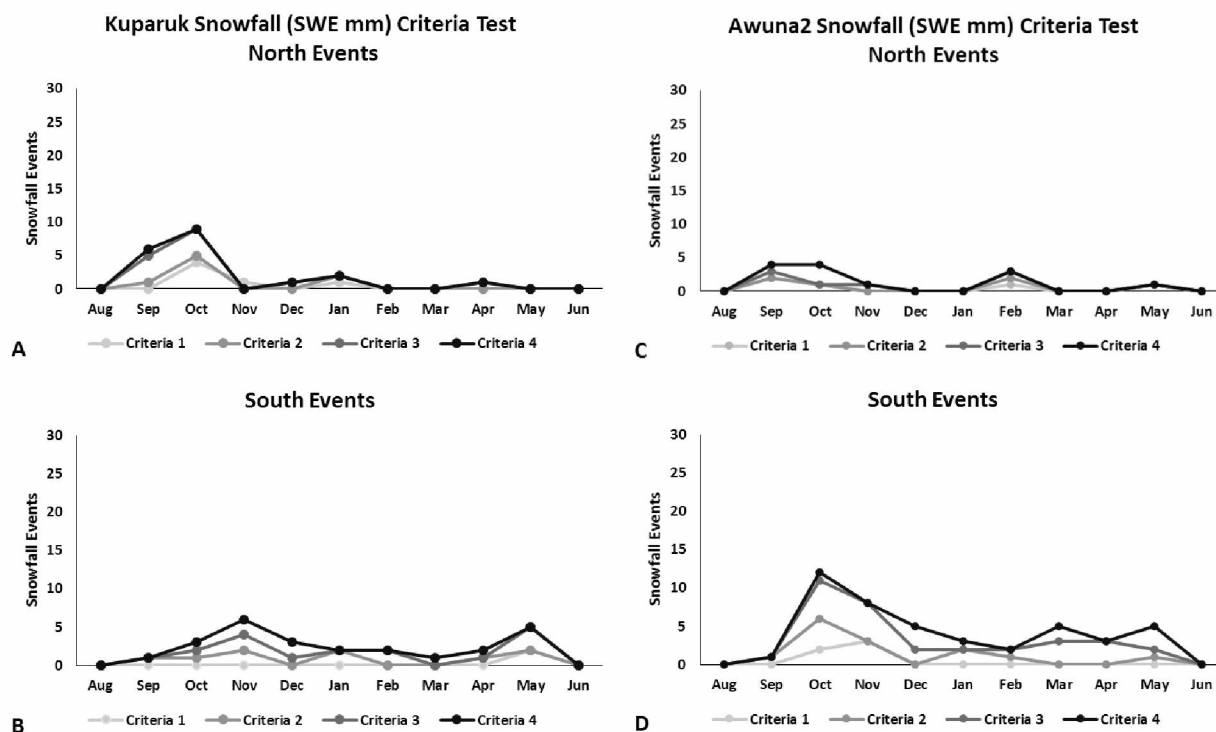 Kuparuk Snowfall (SWE mm) Criteria Test
North Events
30
25
20
15
10
5
0
Snowfall Events
Aug Sep Oct Nov Dec Jan Feb Mar Apr May Jun
Criteria 1 Criteria 2 Criteria 3 Criteria 4
A
South Events
30
25
20
15
10
5
0
Snowfall Events
Aug Sep Oct Nov Dec Jan Feb Mar Apr May Jun
Criteria 1 Criteria 2 Criteria 3 Criteria 4
B
Awuna2 Snowfall (SWE mm) Criteria Test
North Events
30
25
20
15
10
5
0
Snowfall Events
Aug Sep Oct Nov Dec Jan Feb Mar Apr May Jun
Criteria 1 Criteria 2 Criteria 3 Criteria 4
C
South Events
30
25
20
15
10
5
0
Snowfall Events
Aug Sep Oct Nov Dec Jan Feb Mar Apr May Jun
Criteria 1 Criteria 2 Criteria 3 Criteria 4
D